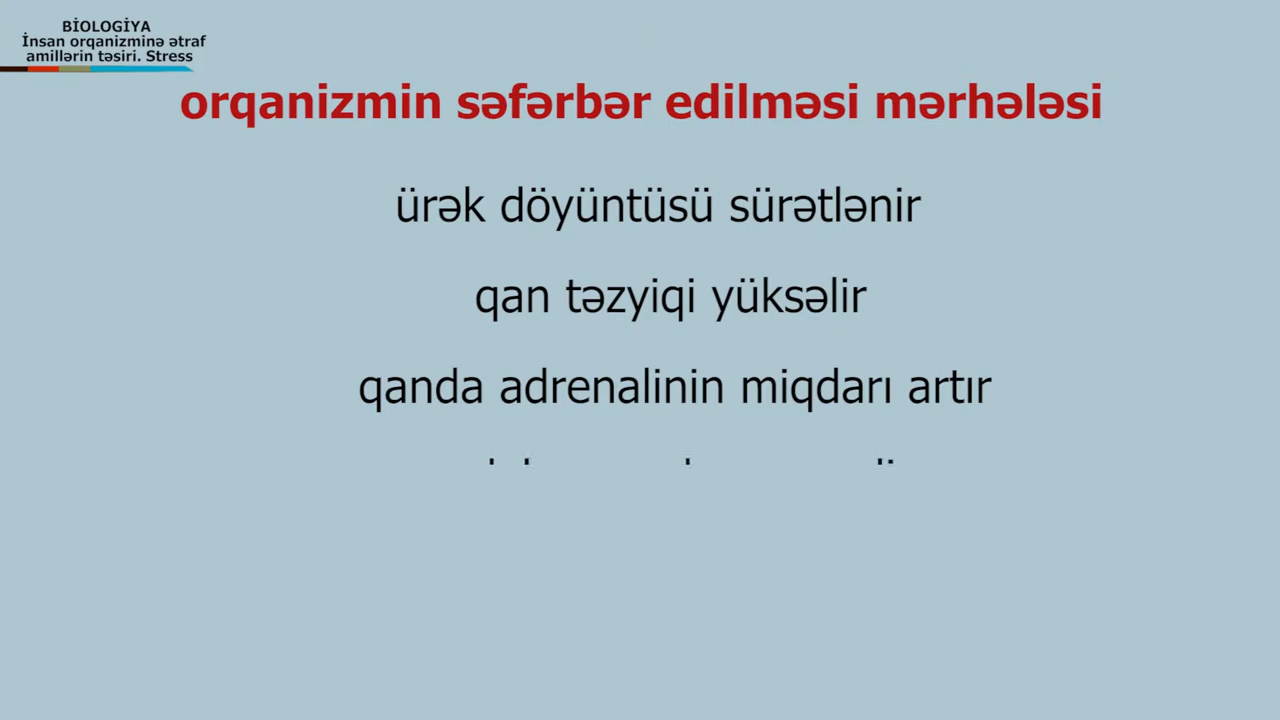 BİOLOGİYA
İnsan orqanizminə ətraf
amillərin təsiri. Stress
orqanizmin səfərbər edilməsi mərhələsi
ürək döyüntüsü sürətlənir
qan təzyiqi yüksəlir
qanda adrenalinin miqdarı artır